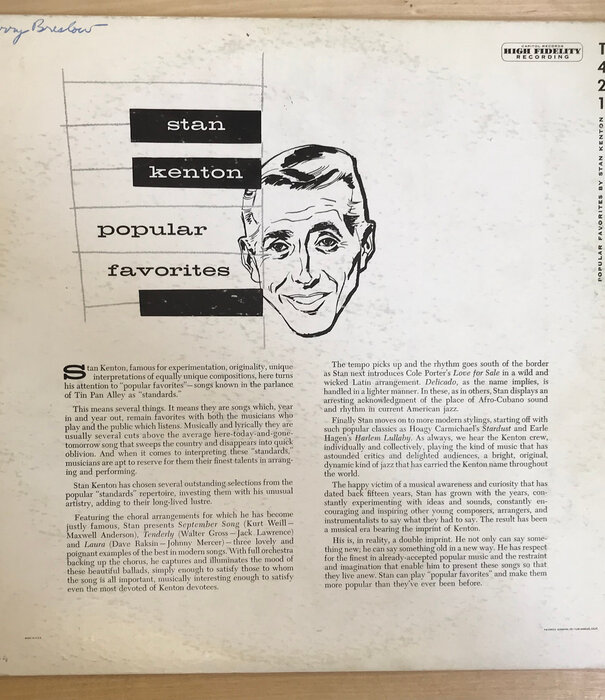 Breslow
CAPITOL RECORDS
HIGH FIDELITY
RECORDING
T421
POPULAR FAVORITES BY STAN KENTON
stan
kenton
popular
favorites
Stan Kenton, famous for experimentation, originality, unique
interpretations of equally unique compositions, here turns
his attention to "popular favorites"—songs known in the parlance
of Tin Pan Alley as "standards."
This means several things. It means they are songs which, year
in and year out, remain favorites with both the musicians who
play and the public which listens. Musically and lyrically they are
usually several cuts above the average here-today-and-gone-
tomorrow song that sweeps the country and disappears into quick
oblivion. And when it comes to interpreting these "standards,"
musicians are apt to reserve for them their finest talents in arrang-
ing and performing.
Stan Kenton has chosen several outstanding selections from the
popular "standards" repertoire, investing them with his unusual
artistry, adding to their long-lived lustre.
Featuring the choral arrangements for which he has become
justly famous, Stan presents September Song (Kurt Weill—
Maxwell Anderson), Tenderly (Walter Gross—Jack Lawrence)
and Laura (Dave Raksin—Johnny Mercer)—three lovely and
poignant examples of the best in modern songs. With full orchestra
backing up the chorus, he captures and illuminates the mood of
these beautiful ballads, simply enough to satisfy those to whom
the song is all important, musically interesting enough to satisfy
even the most devoted of Kenton devotees.
The tempo picks up and the rhythm goes south of the border
as Stan next introduces Cole Porter's Love for Sale in a wild and
wicked Latin arrangement. Delicado, as the name implies, is
handled in a lighter manner. In these, as in others, Stan displays an
arresting acknowledgment of the place of Afro-Cubano sound
and rhythm in current American jazz.
Finally Stan moves on to more modern stylings, starting off with
such popular classics as Hoagy Carmichael's Stardust and Earle
Hagen's Harlem Lullaby. As always, we hear the Kenton crew,
individually and collectively, playing the kind of music that has
astounded critics and delighted audiences, a bright, original,
dynamic kind of jazz that has carried the Kenton name throughout
the world.
The happy victim of a musical awareness and curiosity that has
dated back fifteen years, Stan has grown with the years, con-
stantly experimenting with ideas and sounds, constantly en-
couraging and inspiring other young composers, arrangers, and
instrumentalists to say what they had to say. The result has been
a musical era bearing the imprint of Kenton.
His is, in reality, a double imprint. He not only can say some-
thing new; he can say something old in a new way. He has respect
for the finest in already accepted popular music and the restraint
and imagination that enable him to present these songs so that
they live anew. Stan can play "popular favorites" and make them
more popular than they've ever been before.